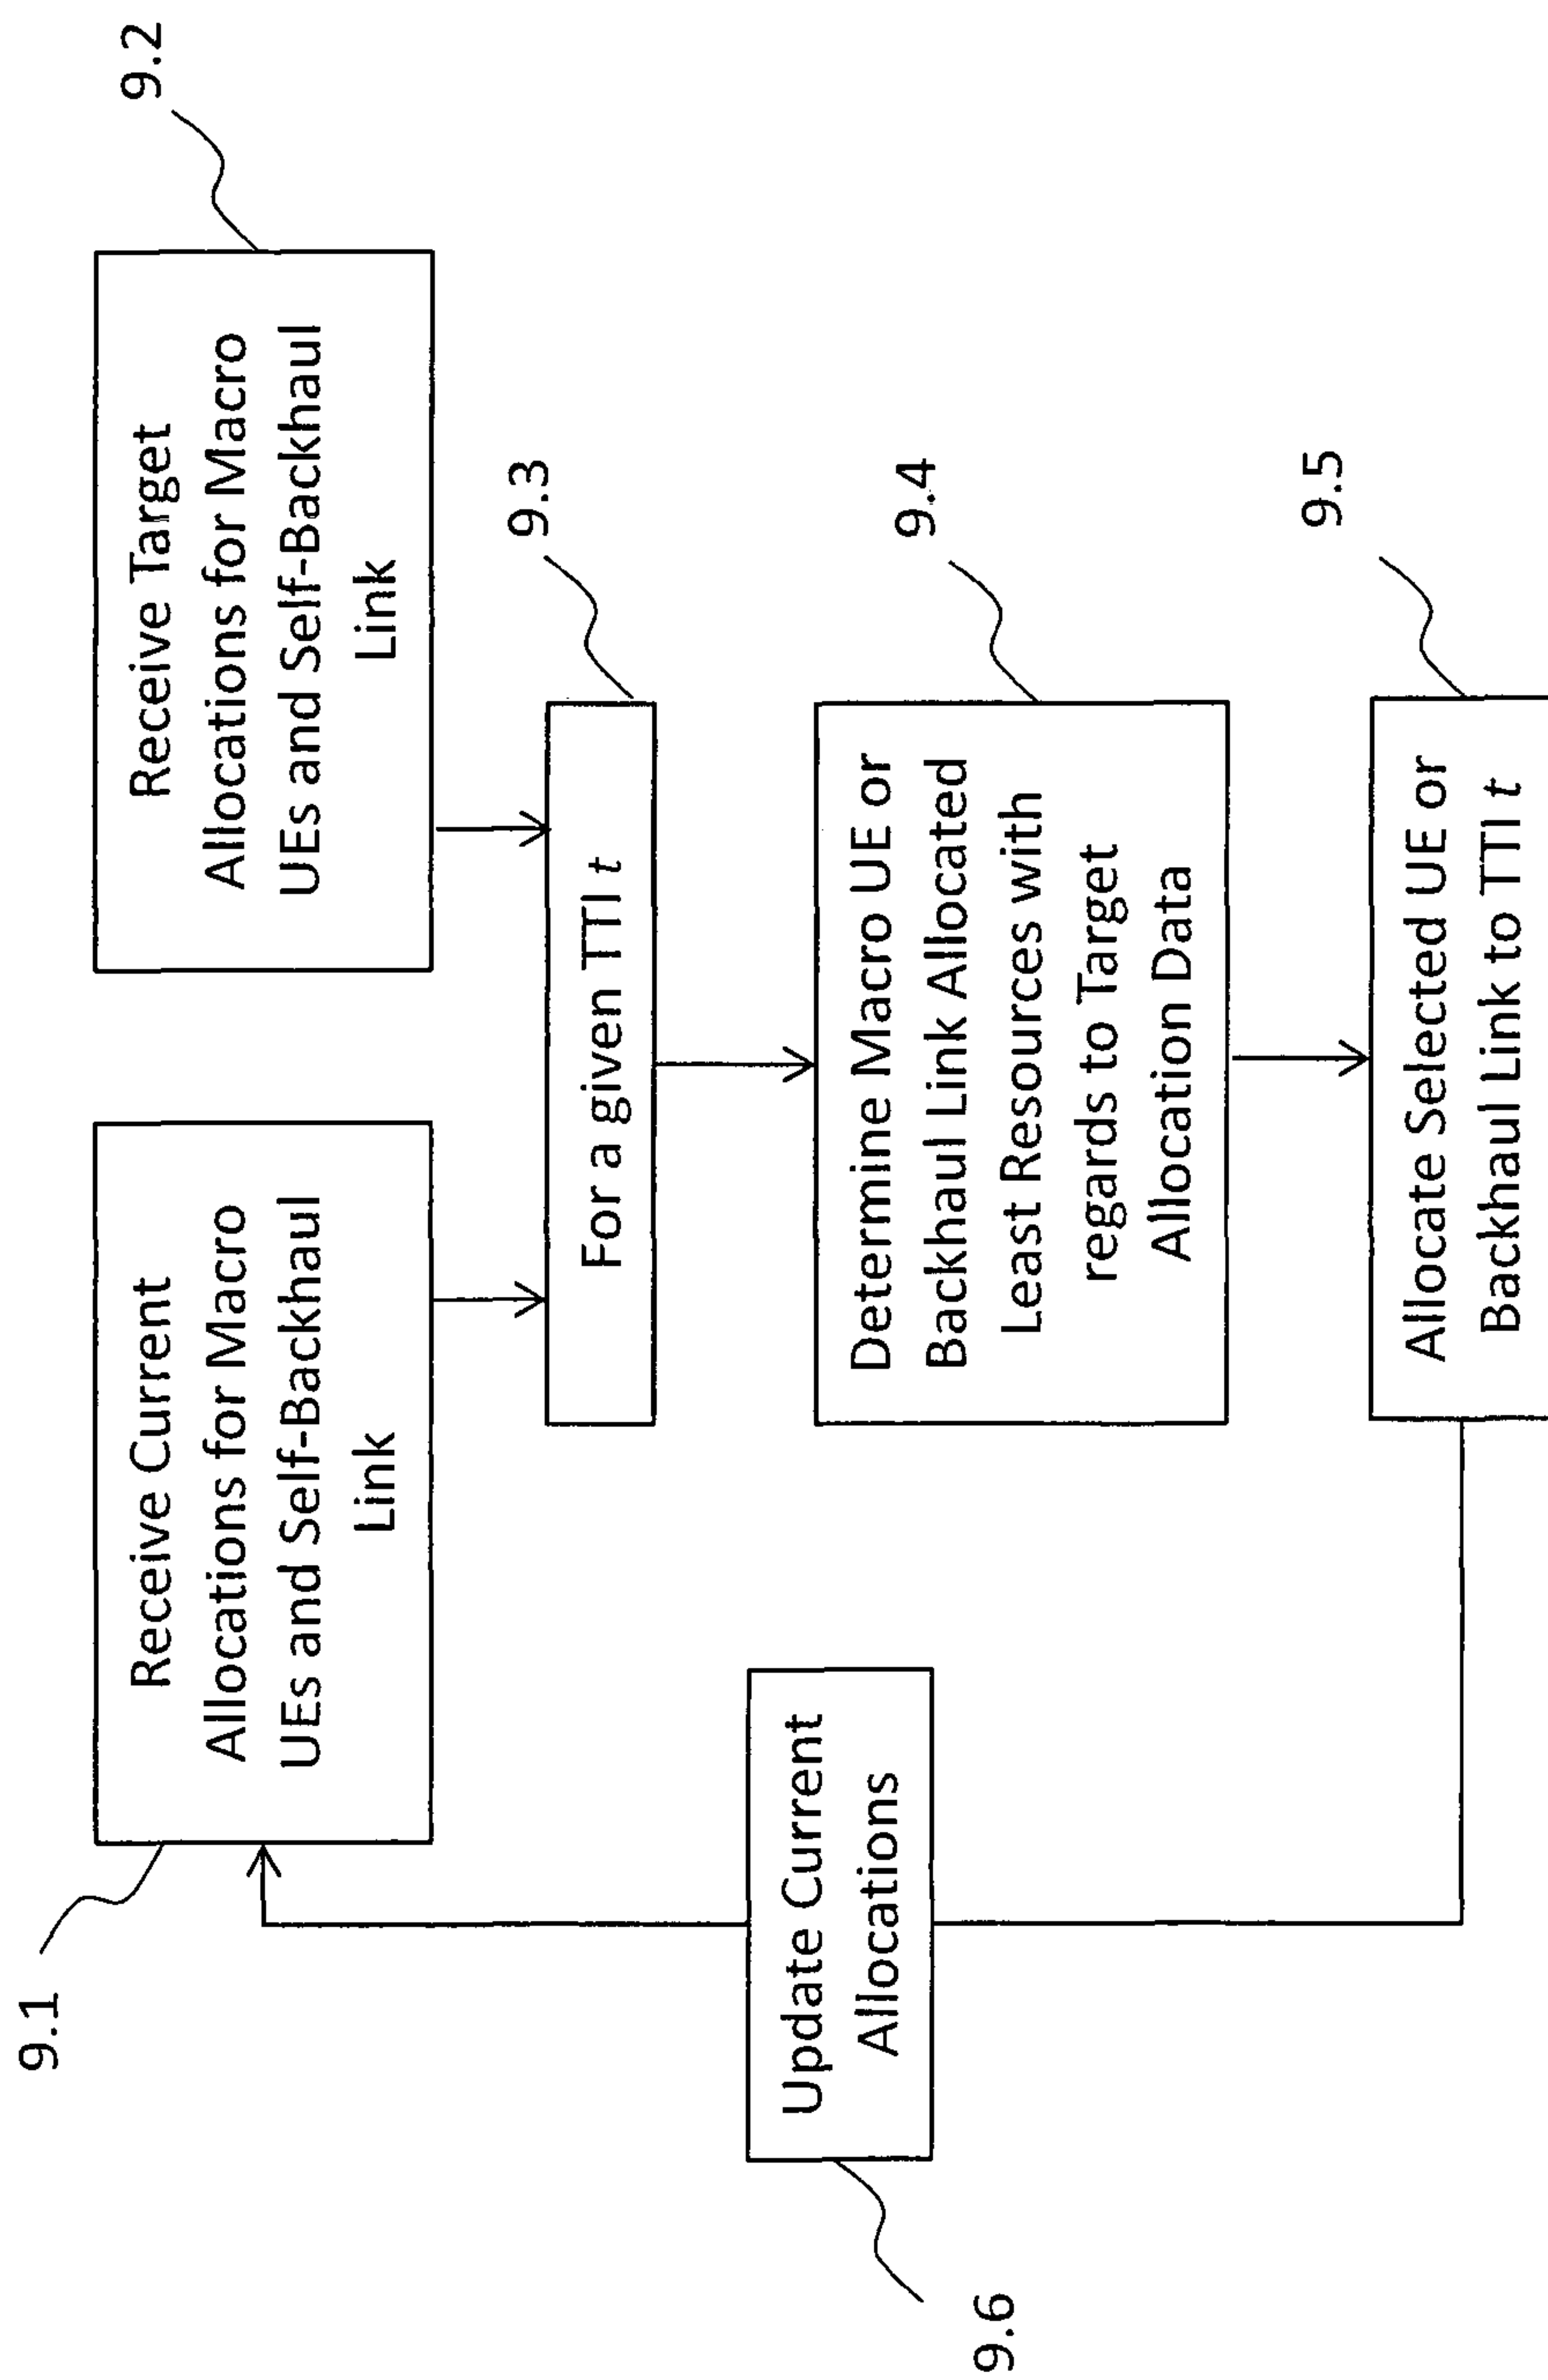 9.1
Receive Current
Allocations for Macro
UEs and Self-Backhaul
Link
9.2
Receive Target
Allocations for Macro
UEs and Self-Backhaul
Link
9.3
For a given TTI t
9.4
Determine Macro UE or
Backhaul Link Allocated
Least Resources with
regards to Target
Allocation Data
9.5
Allocate Selected UE or
Backhaul Link to TTI t
9.6
Update Current
Allocations